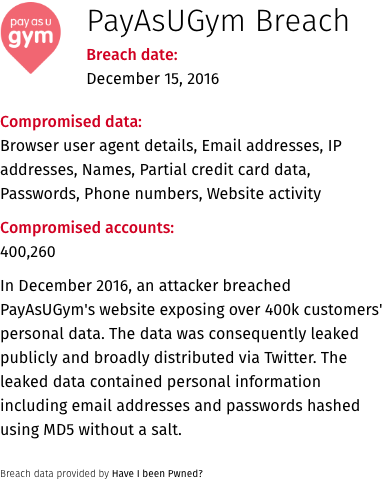 pay as u
gym
PayAsUGym Breach
Breach date:
December 15, 2016
Compromised data:
Browser user agent details, Email addresses, IP
addresses, Names, Partial credit card data,
Passwords, Phone numbers, Website activity
Compromised accounts:
400,260
In December 2016, an attacker breached
PayAsUGym's website exposing over 400k customers'
personal data. The data was consequently leaked
publicly and broadly distributed via Twitter. The
leaked data contained personal information
including email addresses and passwords hashed
using MD5 without a salt.
Breach data provided by Have I been Pwned?